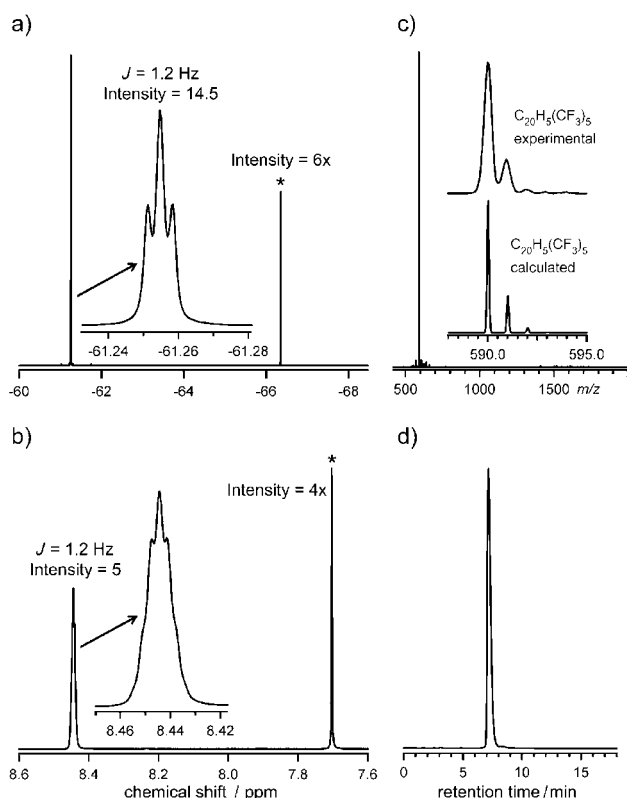 a)
J = 1.2 Hz
Intensity = 14.5
Intensity = 6x
*
-61.24 -61.26 -61.28
-60 -62 -64 -66 -68
c)
C20H5(CF3)5
experimental
C20H5(CF3)5
calculated
590.0 595.0
500 1000 1500 m/z
b)
*
Intensity = 4x
J = 1.2 Hz
Intensity = 5
8.46 8.44 8.42
8.6 8.4 8.2 8.0 7.8 7.6
chemical shift / ppm
d)
0 5 10 15
retention time / min